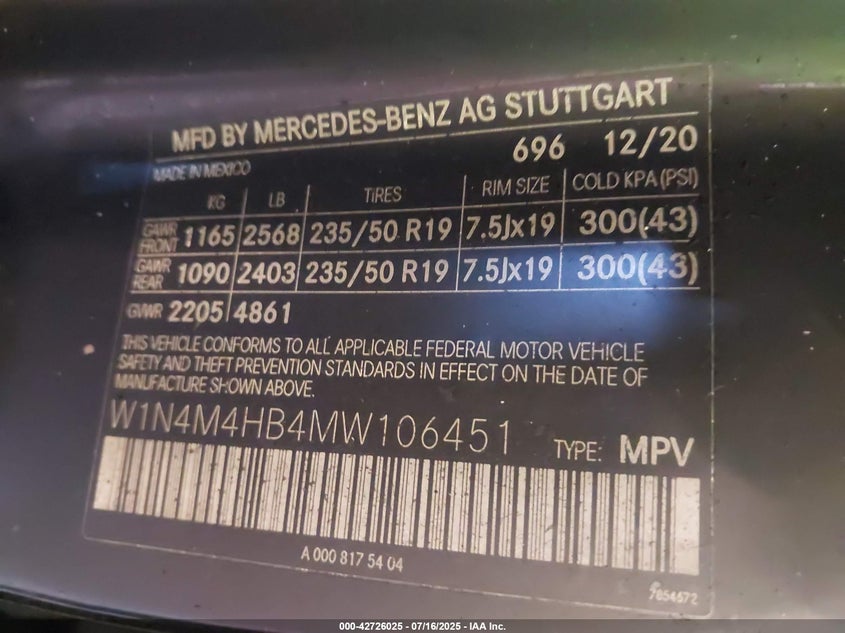 MFD BY MERCEDES-BENZ AG STUTTGART
MADE IN MEXICO 696 12/20
KG LB TIRES RIM SIZE COLD KPA (PSI)
GAWR FRONT 1165 2568 235/50 R19 7.5Jx19 300(43)
GAWR REAR 1090 2403 235/50 R19 7.5Jx19 300(43)
GVWR 2205 4861
THIS VEHICLE CONFORMS TO ALL APPLICABLE FEDERAL MOTOR VEHICLE
SAFETY AND THEFT PREVENTION STANDARDS IN EFFECT ON THE DATE OF
MANUFACTURE SHOWN ABOVE.
W1N4M4HB4MW106451 TYPE: MPV
A 000 817 54 04
000-42726025 - 07/16/2025 - IAA Inc.